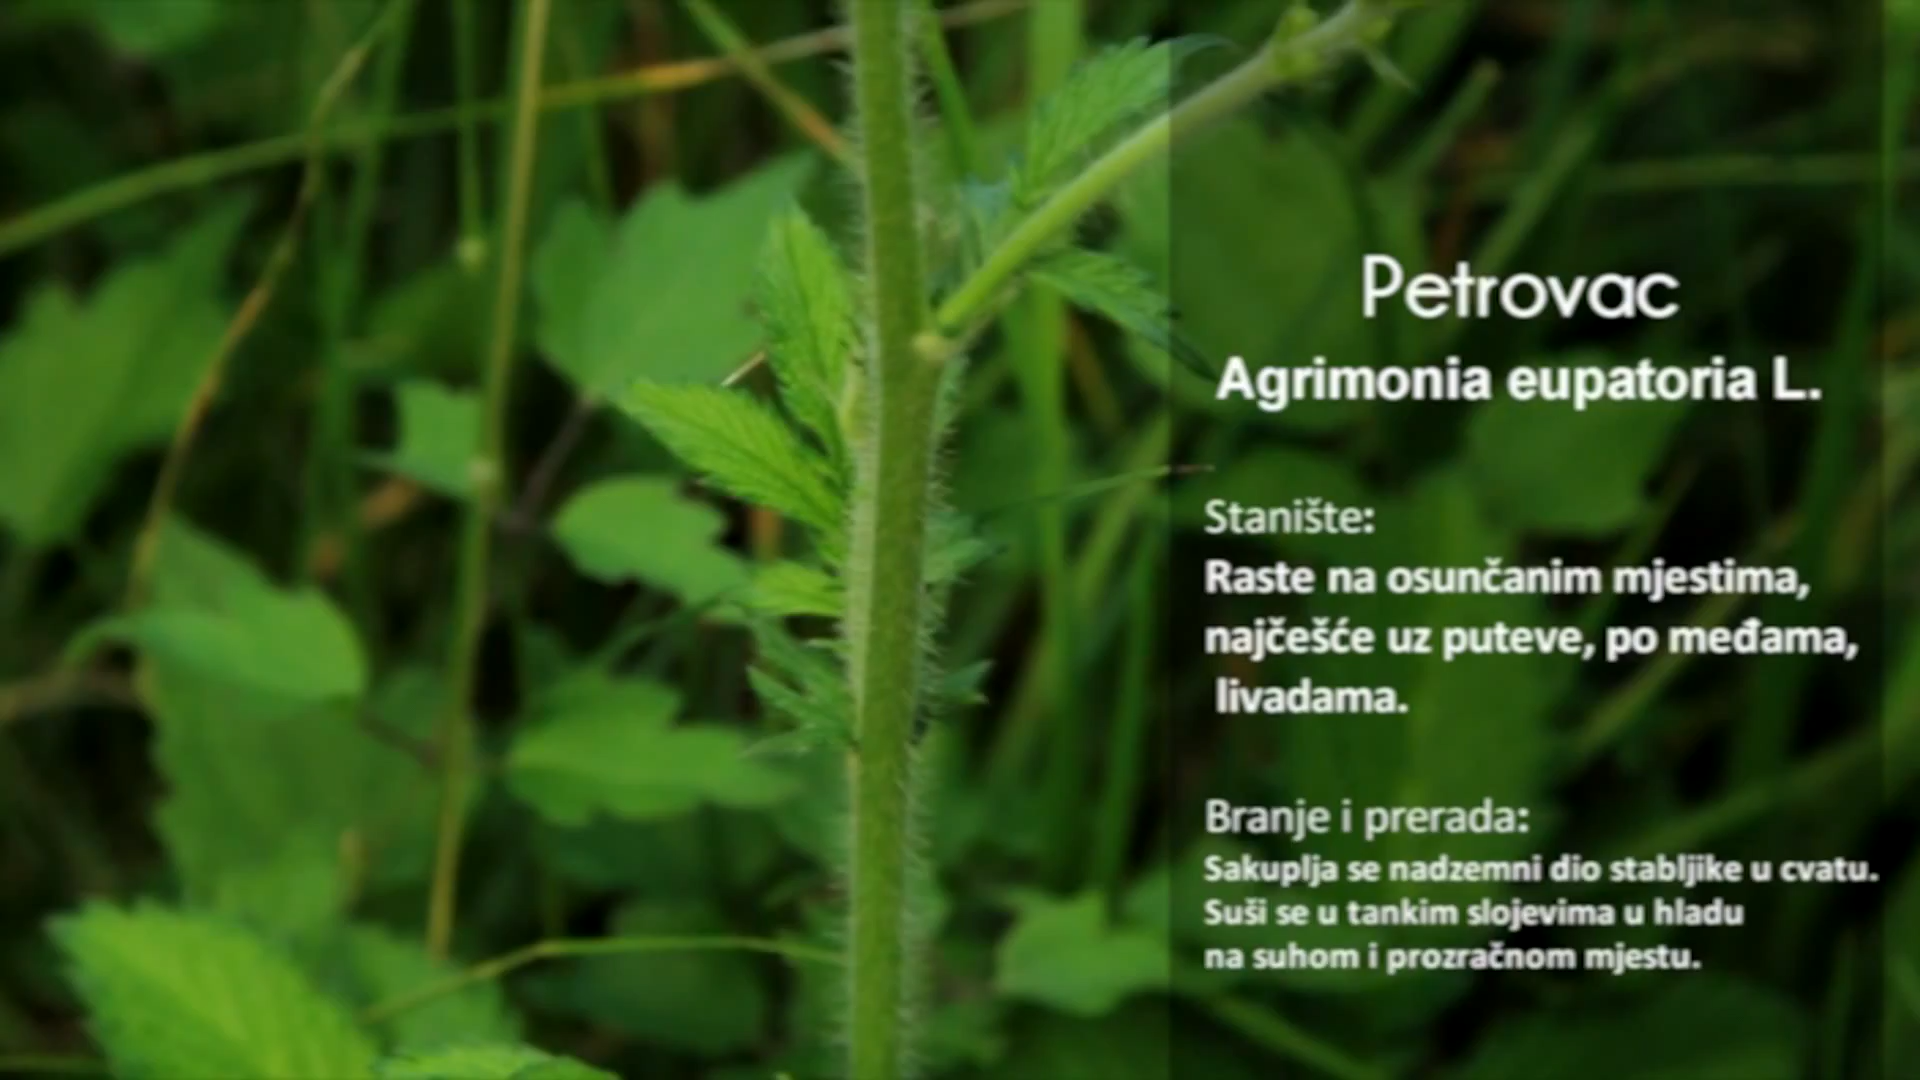 Petrovac
Agrimonia eupatoria L.
Stanište:
Raste na osunčanim mjestima,
najčešće uz puteve, po međama,
livadama.
Branje i prerada:
Sakuplja se nadzemni dio stabljike u cvatu.
Suši se u tankim slojevima u hladu
na suhom i prozračnom mjestu.